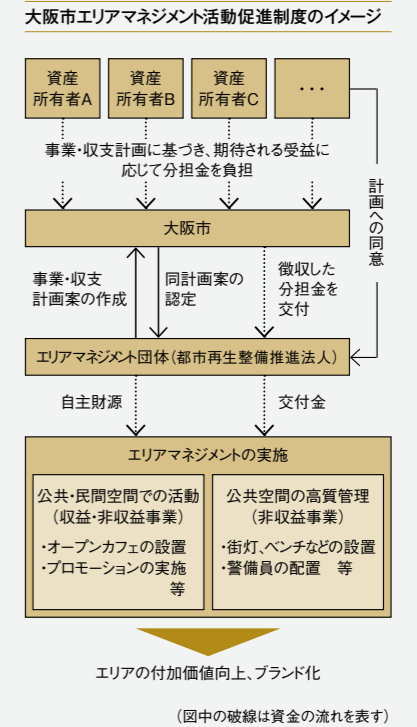 大阪市エリアマネジメント活動促進制度のイメージ
資産
所有者A
資産
所有者B
資産
所有者C
・・・
事業・収支計画に基づき、期待される受益に
応じて分担金を負担
計画への同意
大阪市
事業・収支
計画案の作成
同計画案の
認定
徴収した
分担金を
交付
エリアマネジメント団体（都市再生整備推進法人）
自主財源
交付金
エリアマネジメントの実施
公共・民間空間での活動
（収益・非収益事業）
・オープンカフェの設置
・プロモーションの実施
等
公共空間の高質管理
（非収益事業）
・街灯、ベンチなどの設置
・警備員の配置　等
エリアの付加価値向上、ブランド化
（図中の破線は資金の流れを表す）